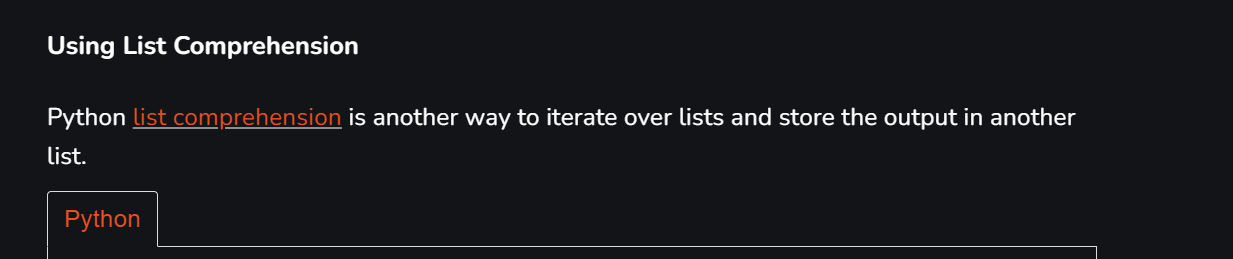 Using List Comprehension
Python list comprehension is another way to iterate over lists and store the output in another
list.
Python